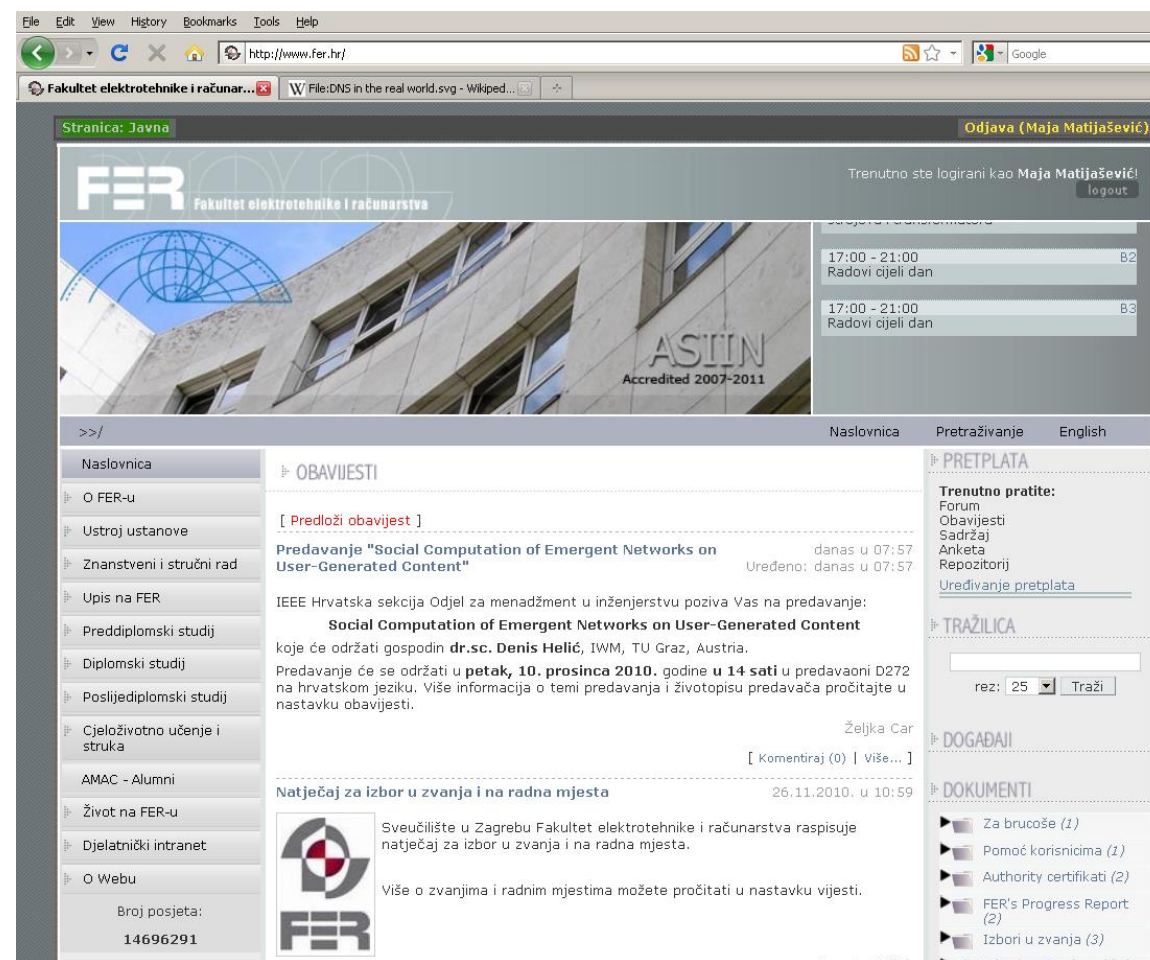 File Edit View History Bookmarks Tools Help
http://www.fer.hr/
Google
Fakultet elektrotehnike i računar...
File:DNS in the real world.svg - Wikiped...
Stranica: Javna
Odjava (Maja Matijašević)
FER
Fakultet elektrotehnike i računarstva
Trenutno ste logirani kao Maja Matijašević!
logout
17:00 - 21:00 B2
Radovi cijeli dan
17:00 - 21:00 B3
Radovi cijeli dan
ASIIN
Accredited 2007-2011
>>/
Naslovnica Pretraživanje English
Naslovnica
O FER-u
Ustroj ustanove
Znanstveni i stručni rad
Upis na FER
Preddiplomski studij
Diplomski studij
Poslijediplomski studij
Cjeloživotno učenje i
struka
AMAC - Alumni
Život na FER-u
Djelatnički intranet
O Webu
Broj posjeta:
14696291
OBAVIJESTI
[ Predloži obavijest ]
Predavanje "Social Computation of Emergent Networks on danas u 07:57
User-Generated Content" Uređeno: danas u 07:57
IEEE Hrvatska sekcija Odjel za menadžment u inženjerstvu poziva Vas na predavanje:
Social Computation of Emergent Networks on User-Generated Content
koje će održati gospodin dr.sc. Denis Helić, IWM, TU Graz, Austria.
Predavanje će se održati u petak, 10. prosinca 2010. godine u 14 sati u predavaoni D272
na hrvatskom jeziku. Više informacija o temi predavanja i životopisu predavača pročitajte u
nastavku obavijesti.
Željka Car
[ Komentiraj (0) | Više... ]
Natječaj za izbor u zvanja i na radna mjesta 26.11.2010. u 10:59
Sveučilište u Zagrebu Fakultet elektrotehnike i računarstva raspisuje
natječaj za izbor u zvanja i na radna mjesta.
Više o zvanjima i radnim mjestima možete pročitati u nastavku vijesti.
FER
PRETPLATA
Trenutno pratite:
Forum
Obavijesti
Sadržaj
Anketa
Repozitorij
Uređivanje pretplata
TRAŽILICA
rez: 25 Traži
DOGAĐAJI
DOKUMENTI
Za brucoše (1)
Pomoć korisnicima (1)
Authority certifikati (2)
FER's Progress Report
(2)
Izbori u zvanja (3)